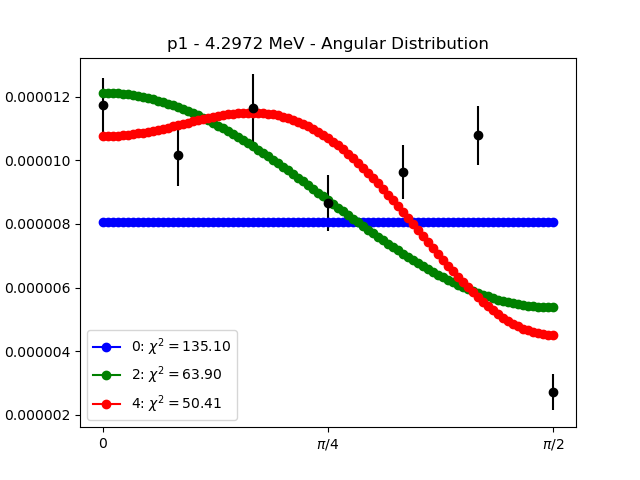 p1 - 4.2972 MeV - Angular Distribution
0.000012
0.000010
0.000008
0.000006
0.000004
0.000002
0: χ² = 135.10
2: χ² = 63.90
4: χ² = 50.41
0
π/4
π/2